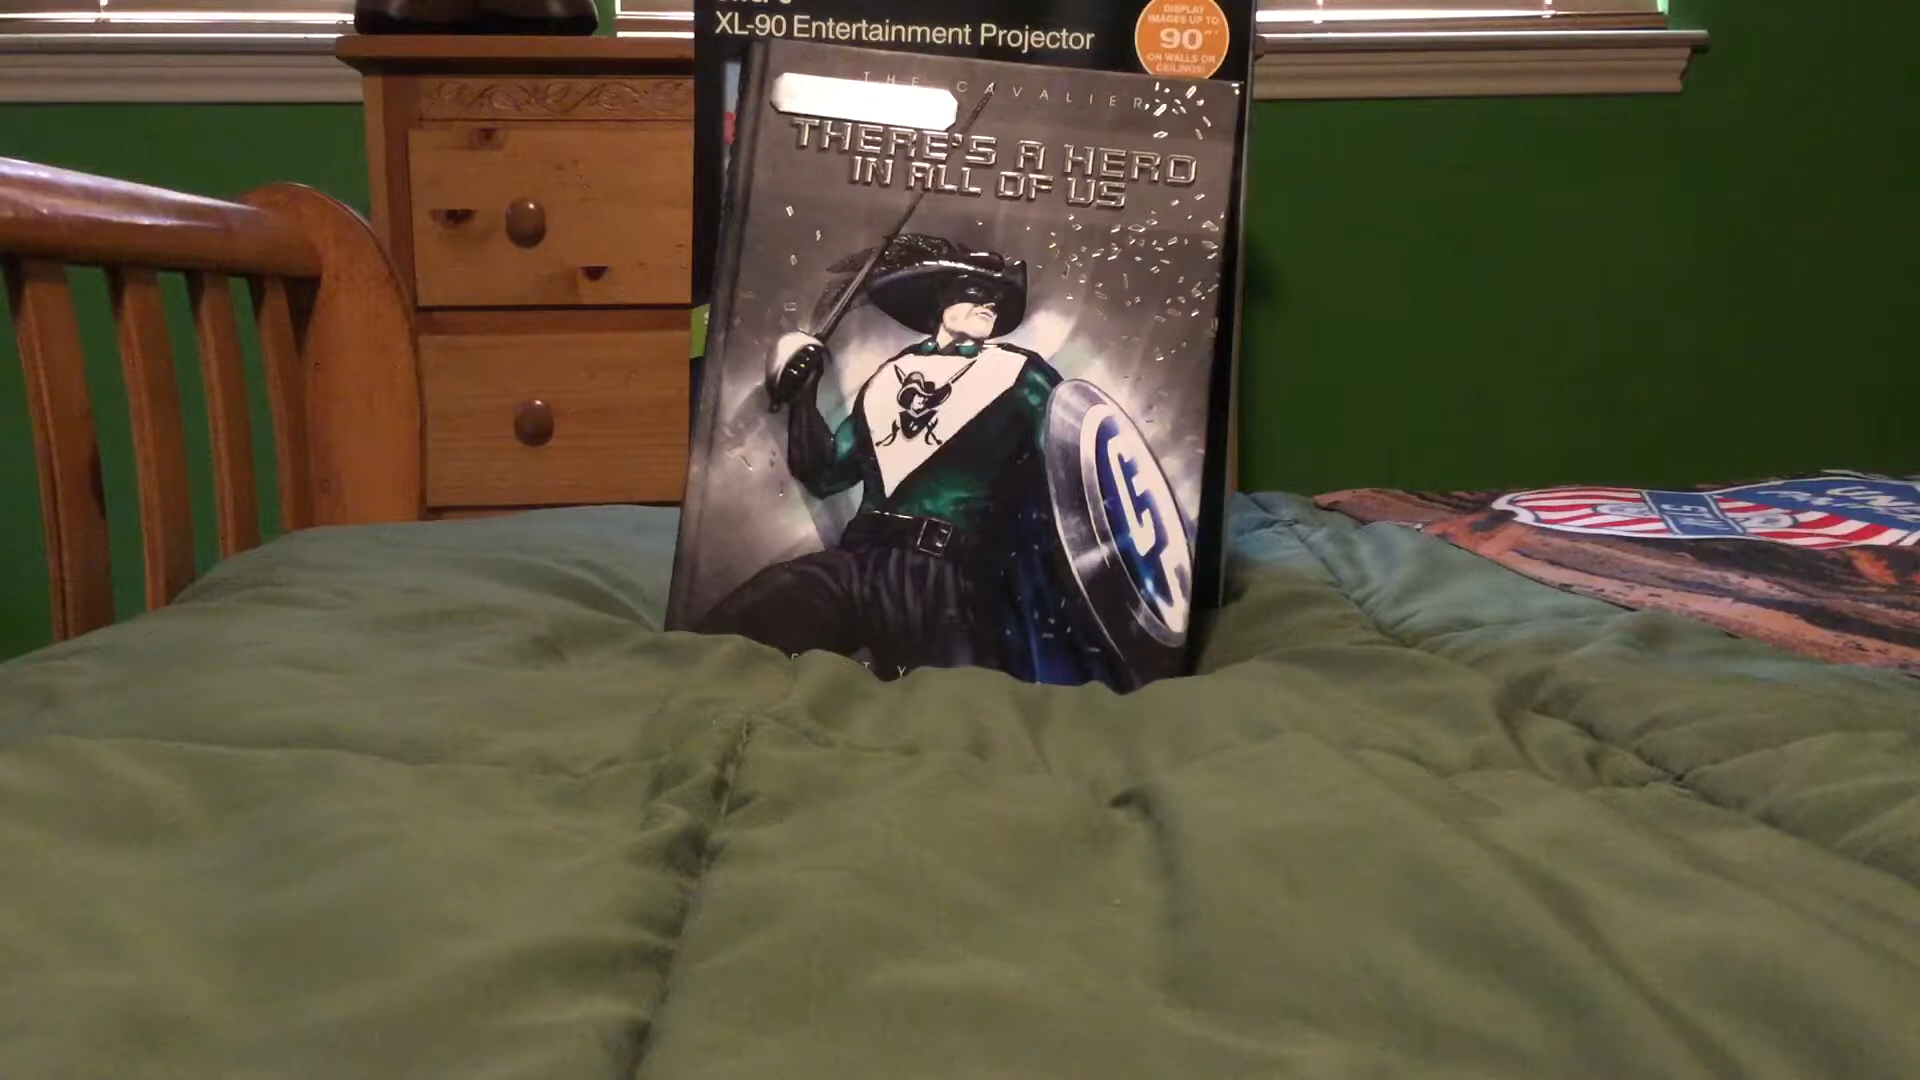 XL-90 Entertainment Projector
DISPLAY
IMAGES UP TO
90"
ON WALLS OR
CEILINGS!
THE CAVALIER
THERE'S A HERO
IN ALL OF US
C